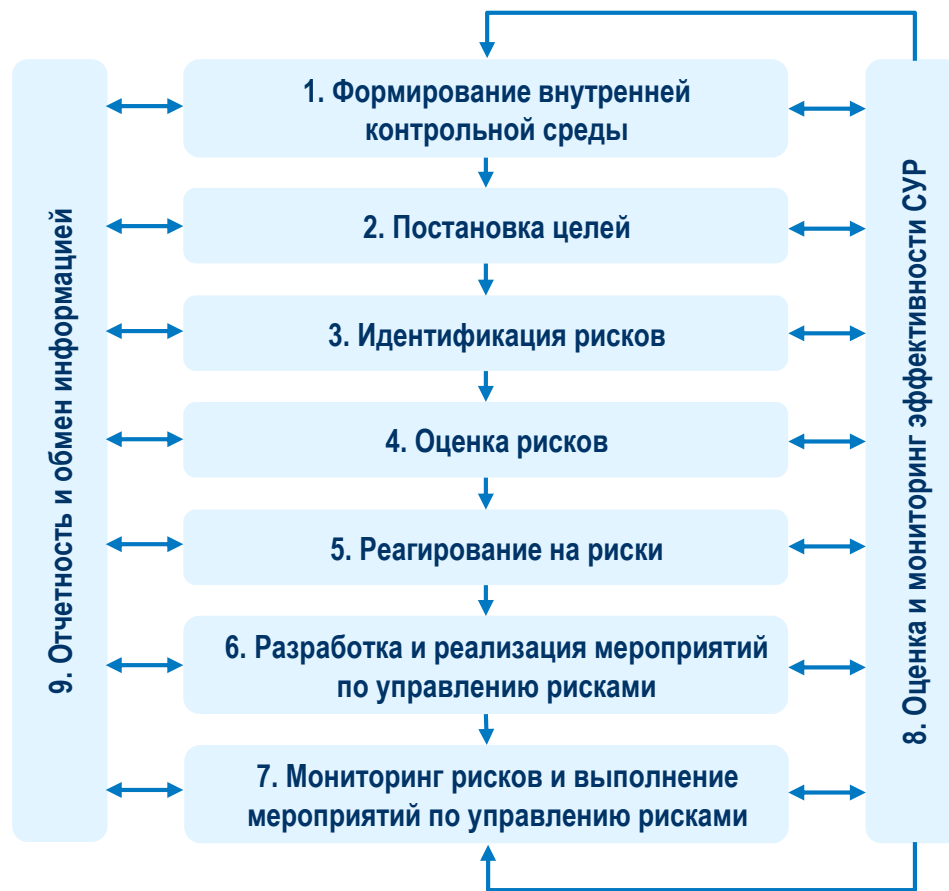 1. Формирование внутренней
контрольной среды
2. Постановка целей
3. Идентификация рисков
4. Оценка рисков
5. Реагирование на риски
6. Разработка и реализация мероприятий
по управлению рисками
7. Мониторинг рисков и выполнение
мероприятий по управлению рисками
8. Оценка и мониторинг эффективности СУР
9. Отчетность и обмен информацией